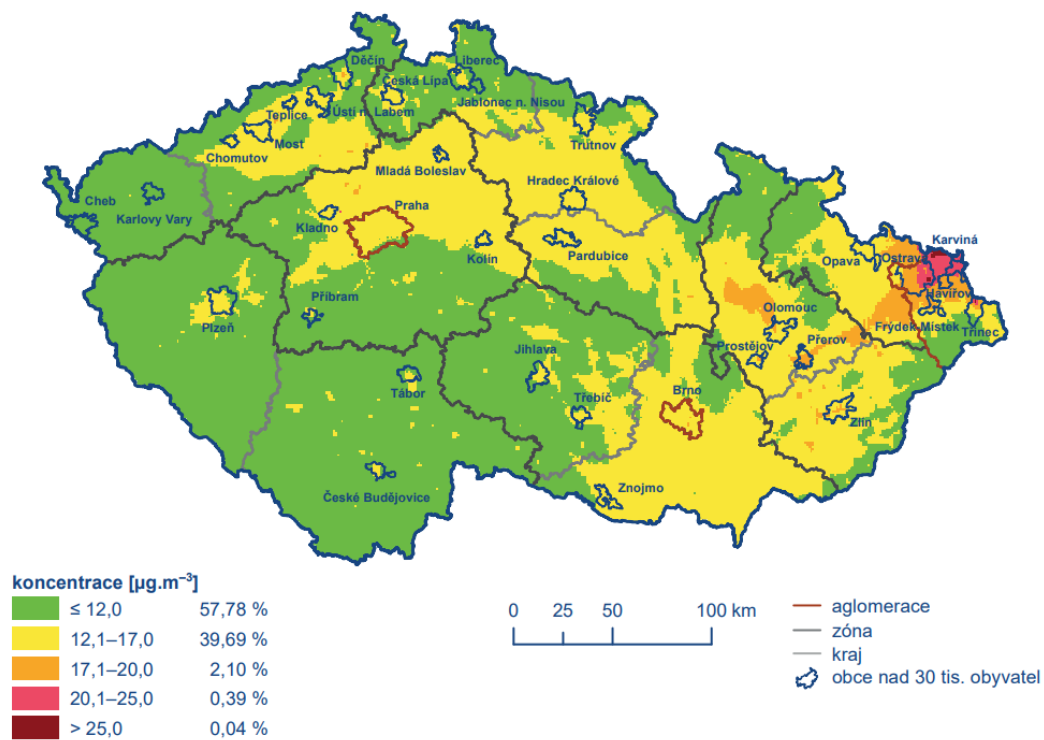 Děčín
Liberec
Česká Lípa
Jablonec n. Nisou
Ústí n. Labem
Teplice
Most
Chomutov
Trutnov
Mladá Boleslav
Hradec Králové
Cheb
Karlovy Vary
Praha
Kladno
Kolín
Pardubice
Karviná
Opava
Ostrava
Havířov
Plzeň
Příbram
Olomouc
Frýdek Místek
Třinec
Prostějov
Přerov
Jihlava
Tábor
Třebíč
Brno
Zlín
České Budějovice
Znojmo
koncentrace [µg.m⁻³]
≤ 12,0 57,78 %
12,1–17,0 39,69 %
17,1–20,0 2,10 %
20,1–25,0 0,39 %
> 25,0 0,04 %
0 25 50 100 km
aglomerace
zóna
kraj
obce nad 30 tis. obyvatel